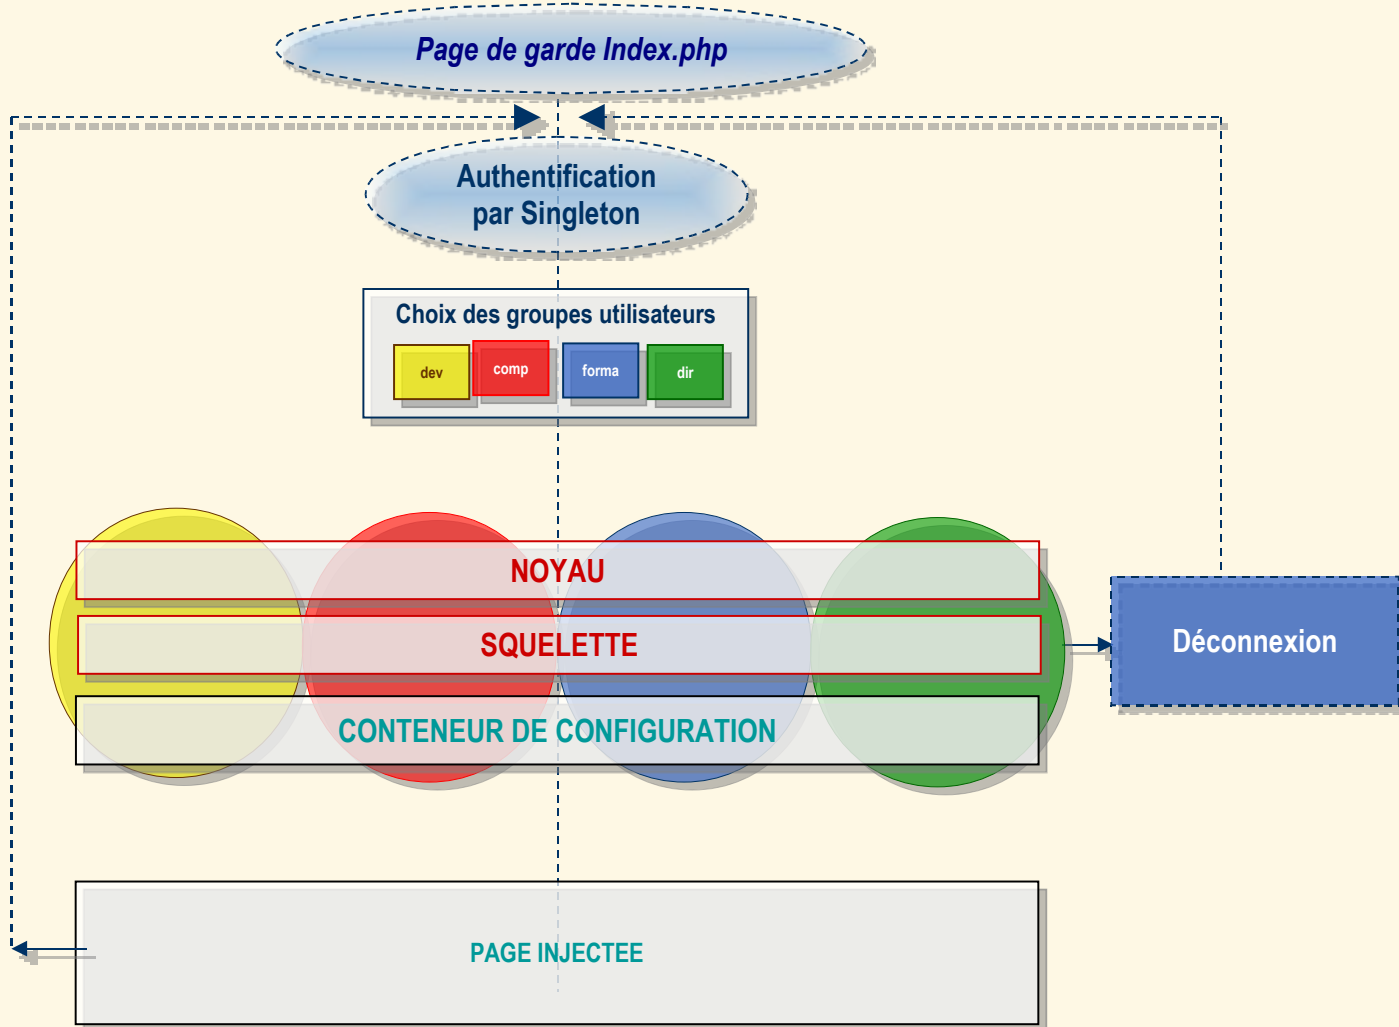 Page de garde Index.php
Authentification
par Singleton
Choix des groupes utilisateurs
dev comp forma dir
NOYAU
SQUELETTE
Déconnexion
CONTENEUR DE CONFIGURATION
PAGE INJECTEE